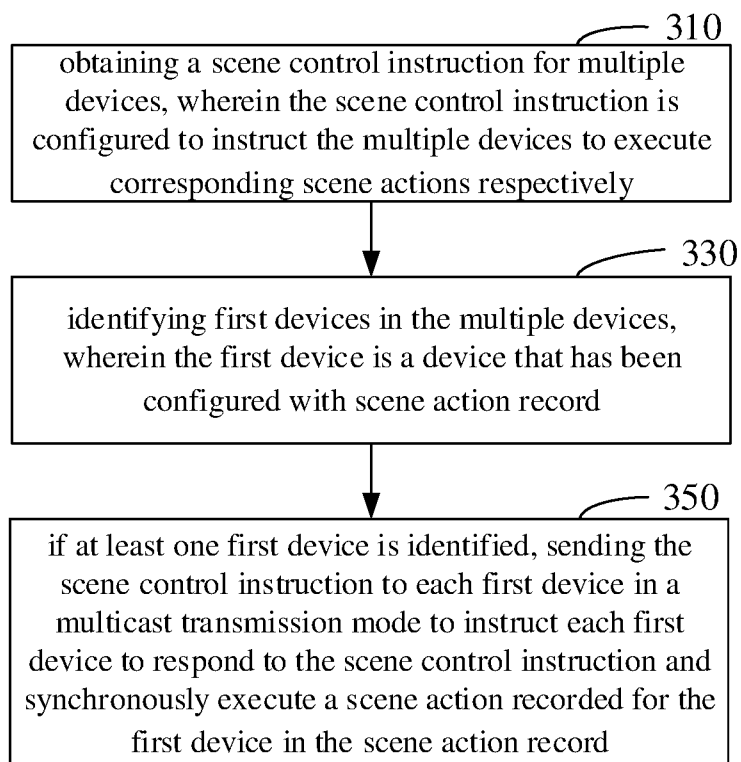 310
obtaining a scene control instruction for multiple
devices, wherein the scene control instruction is
configured to instruct the multiple devices to execute
corresponding scene actions respectively
330
identifying first devices in the multiple devices,
wherein the first device is a device that has been
configured with scene action record
350
if at least one first device is identified, sending the
scene control instruction to each first device in a
multicast transmission mode to instruct each first
device to respond to the scene control instruction and
synchronously execute a scene action recorded for the
first device in the scene action record